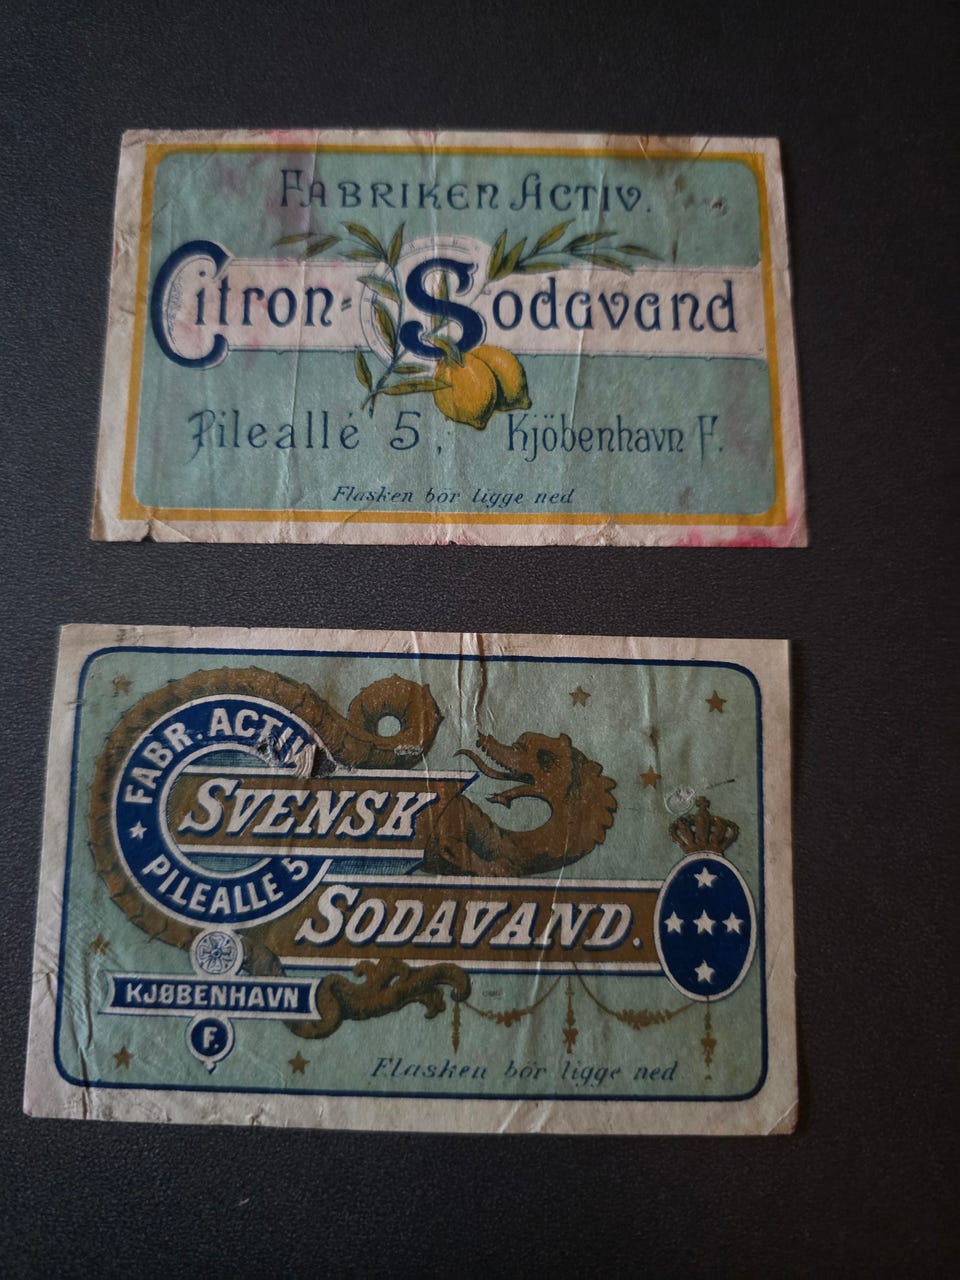 FABRIKEN ACTIV.
Citron-Sodavand
Pileallé 5, Kjöbenhavn F.
Flasken bör ligge ned
FABR. ACTIV
SVENSK
PILEALLE 5
SODAVAND.
KJØBENHAVN
F.
Flasken bör ligge ned